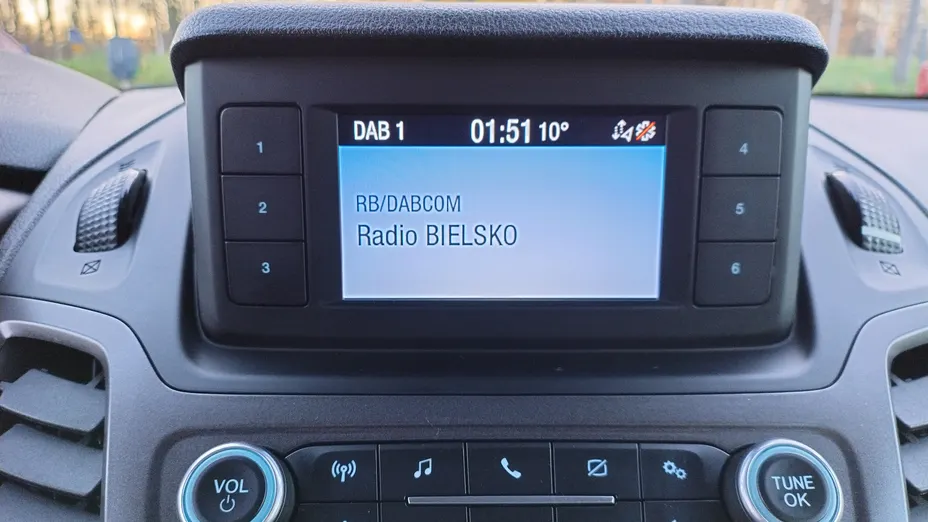 DAB 1 01:51 10°
RB/DABCOM
Radio BIELSKO
1
2
3
4
5
6
VOL
TUNE
OK